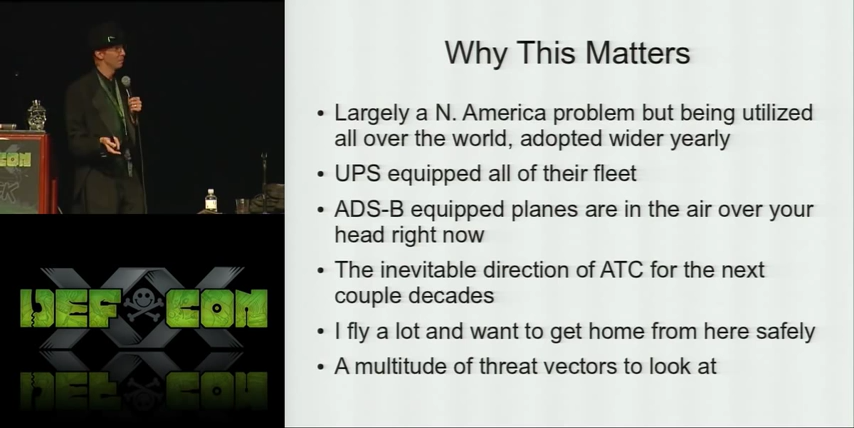 Why This Matters
• Largely a N. America problem but being utilized
all over the world, adopted wider yearly
• UPS equipped all of their fleet
• ADS-B equipped planes are in the air over your
head right now
• The inevitable direction of ATC for the next
couple decades
• I fly a lot and want to get home from here safely
• A multitude of threat vectors to look at
XX
DEF CON